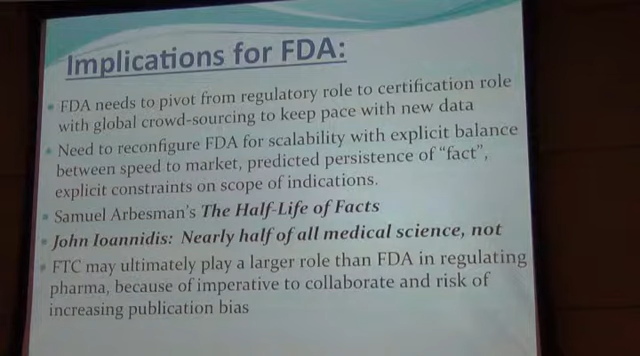 Implications for FDA:
FDA needs to pivot from regulatory role to certification role
with global crowd-sourcing to keep pace with new data
Need to reconfigure FDA for scalability with explicit balance
between speed to market, predicted persistence of “fact”,
explicit constraints on scope of indications.
Samuel Arbesman's The Half-Life of Facts
John Ioannidis: Nearly half of all medical science, not
FTC may ultimately play a larger role than FDA in regulating
pharma, because of imperative to collaborate and risk of
increasing publication bias